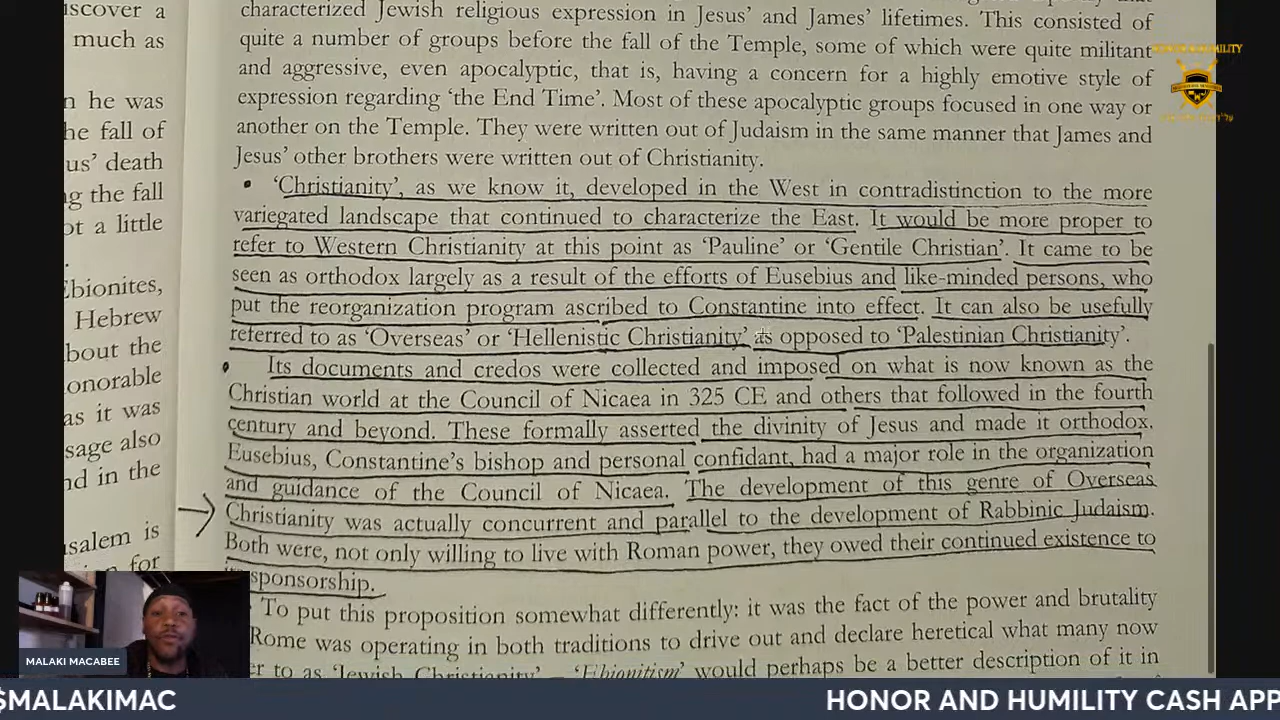 iscover a
much as
n he was
he fall of
us' death
g the fall
ot a little
Ebionites,
Hebrew
bout the
onorable
as it was
sage also
nd in the
usalem is
for
characterized Jewish religious expression in Jesus' and James' lifetimes. This consisted of
quite a number of groups before the fall of the Temple, some of which were quite militant
and aggressive, even apocalyptic, that is, having a concern for a highly emotive style of
expression regarding 'the End Time'. Most of these apocalyptic groups focused in one way or
another on the Temple. They were written out of Judaism in the same manner that James and
Jesus' other brothers were written out of Christianity.
'Christianity', as we know it, developed in the West in contradistinction to the more
variegated landscape that continued to characterize the East. It would be more proper to
refer to Western Christianity at this point as 'Pauline' or 'Gentile Christian'. It came to be
seen as orthodox largely as a result of the efforts of Eusebius and like-minded persons, who
put the reorganization program ascribed to Constantine into effect. It can also be usefully
referred to as 'Overseas' or 'Hellenistic Christianity' as opposed to 'Palestinian Christianity'.
Its documents and credos were collected and imposed on what is now known as the
Christian world at the Council of Nicaea in 325 CE and others that followed in the fourth
century and beyond. These formally asserted the divinity of Jesus and made it orthodox.
Eusebius, Constantine's bishop and personal confidant, had a major role in the organization
and guidance of the Council of Nicaea. The development of this genre of Overseas
Christianity was actually concurrent and parallel to the development of Rabbinic Judaism.
Both were, not only willing to live with Roman power, they owed their continued existence to
sponsorship.
To put this proposition somewhat differently: it was the fact of the power and brutality
Rome was operating in both traditions to drive out and declare heretical what many now
er to as 'Jewish Christianity' – 'Ebionitism' would perhaps be a better description of it in
MALAKI MACABEE
$MALAKIMAC
HONOR AND HUMILITY CASH APP